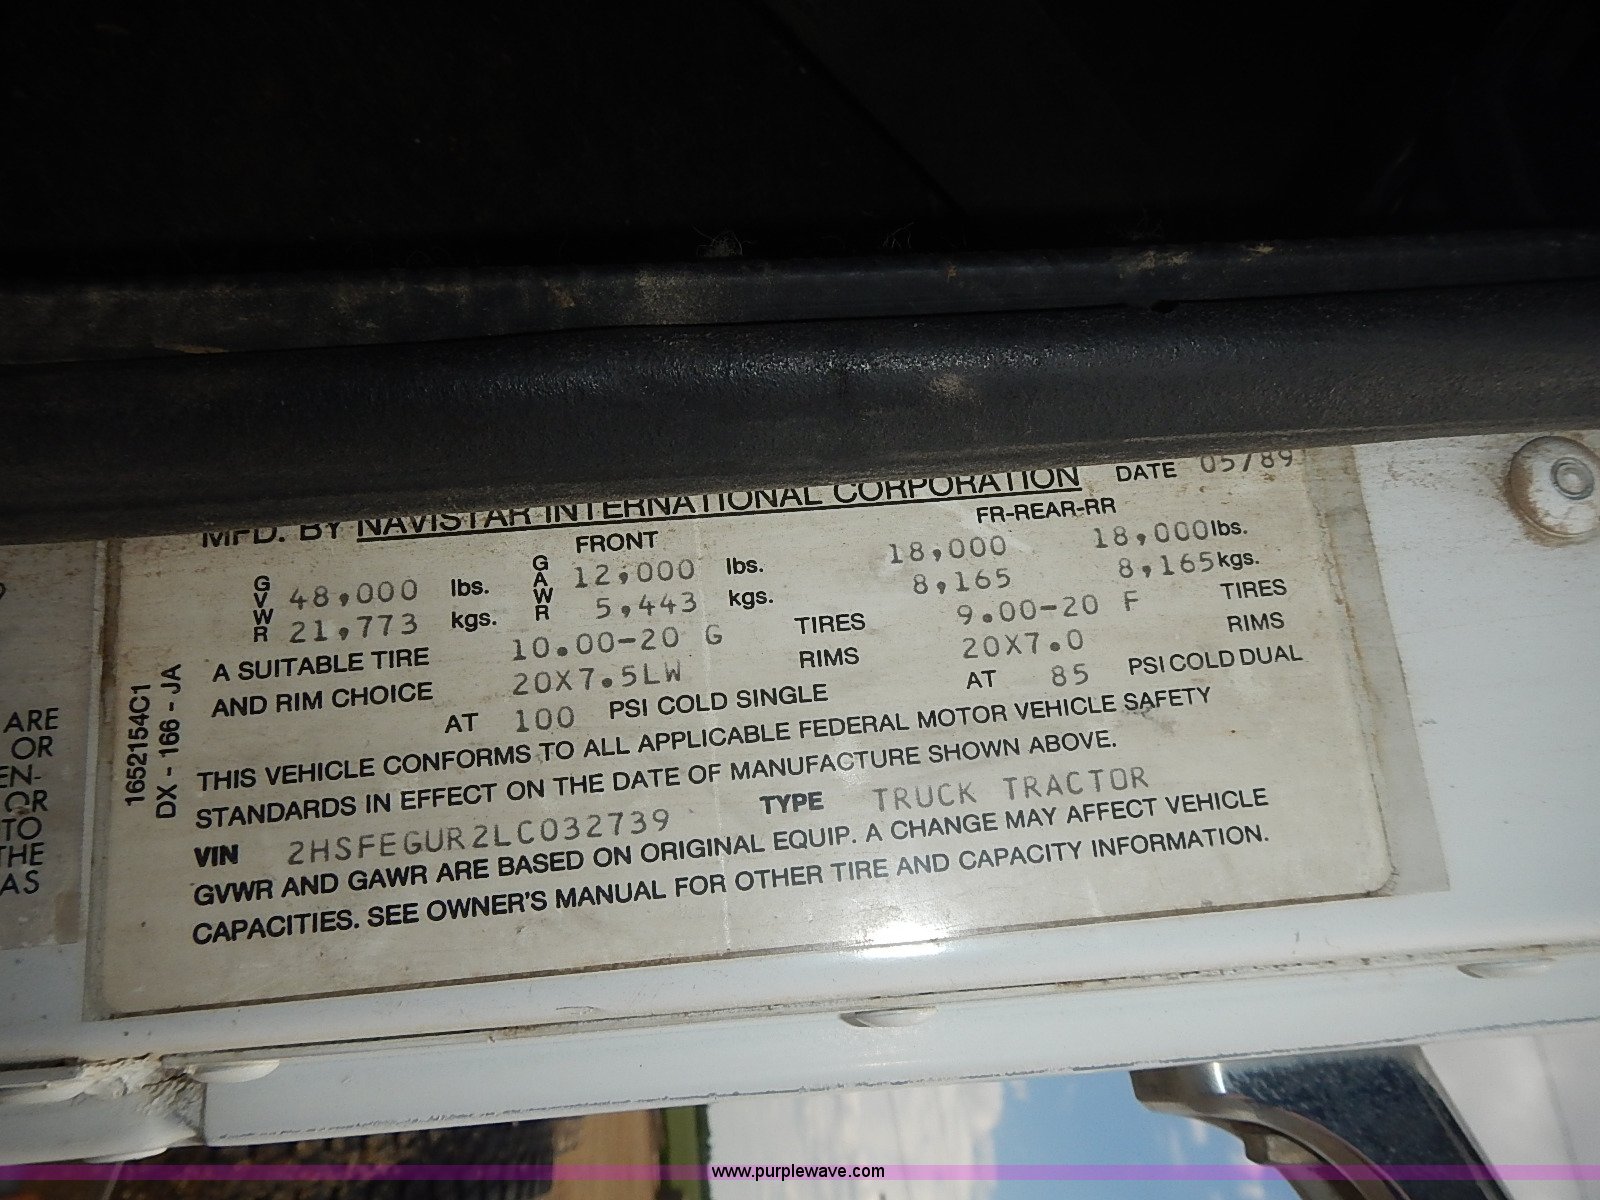 MFD. BY NAVISTAR INTERNATIONAL CORPORATION DATE 05/89
FRONT FR-REAR-RR
GVWR 48,000 lbs. GAWR 12,000 lbs. 18,000 18,000 lbs.
21,773 kgs. 5,443 kgs. 8,165 8,165 kgs.
A SUITABLE TIRE 10.00-20 G TIRES 9.00-20 F TIRES
AND RIM CHOICE 20X7.5LW RIMS 20X7.0 RIMS
AT 100 PSI COLD SINGLE AT 85 PSI COLD DUAL
THIS VEHICLE CONFORMS TO ALL APPLICABLE FEDERAL MOTOR VEHICLE SAFETY
STANDARDS IN EFFECT ON THE DATE OF MANUFACTURE SHOWN ABOVE.
VIN 2HSFEGUR2LC032739 TYPE TRUCK TRACTOR
GVWR AND GAWR ARE BASED ON ORIGINAL EQUIP. A CHANGE MAY AFFECT VEHICLE
CAPACITIES. SEE OWNER'S MANUAL FOR OTHER TIRE AND CAPACITY INFORMATION.
1652154C1
DX - 166 - JA
ARE
OR
EN-
OR
TO
THE
AS
www.purplewave.com